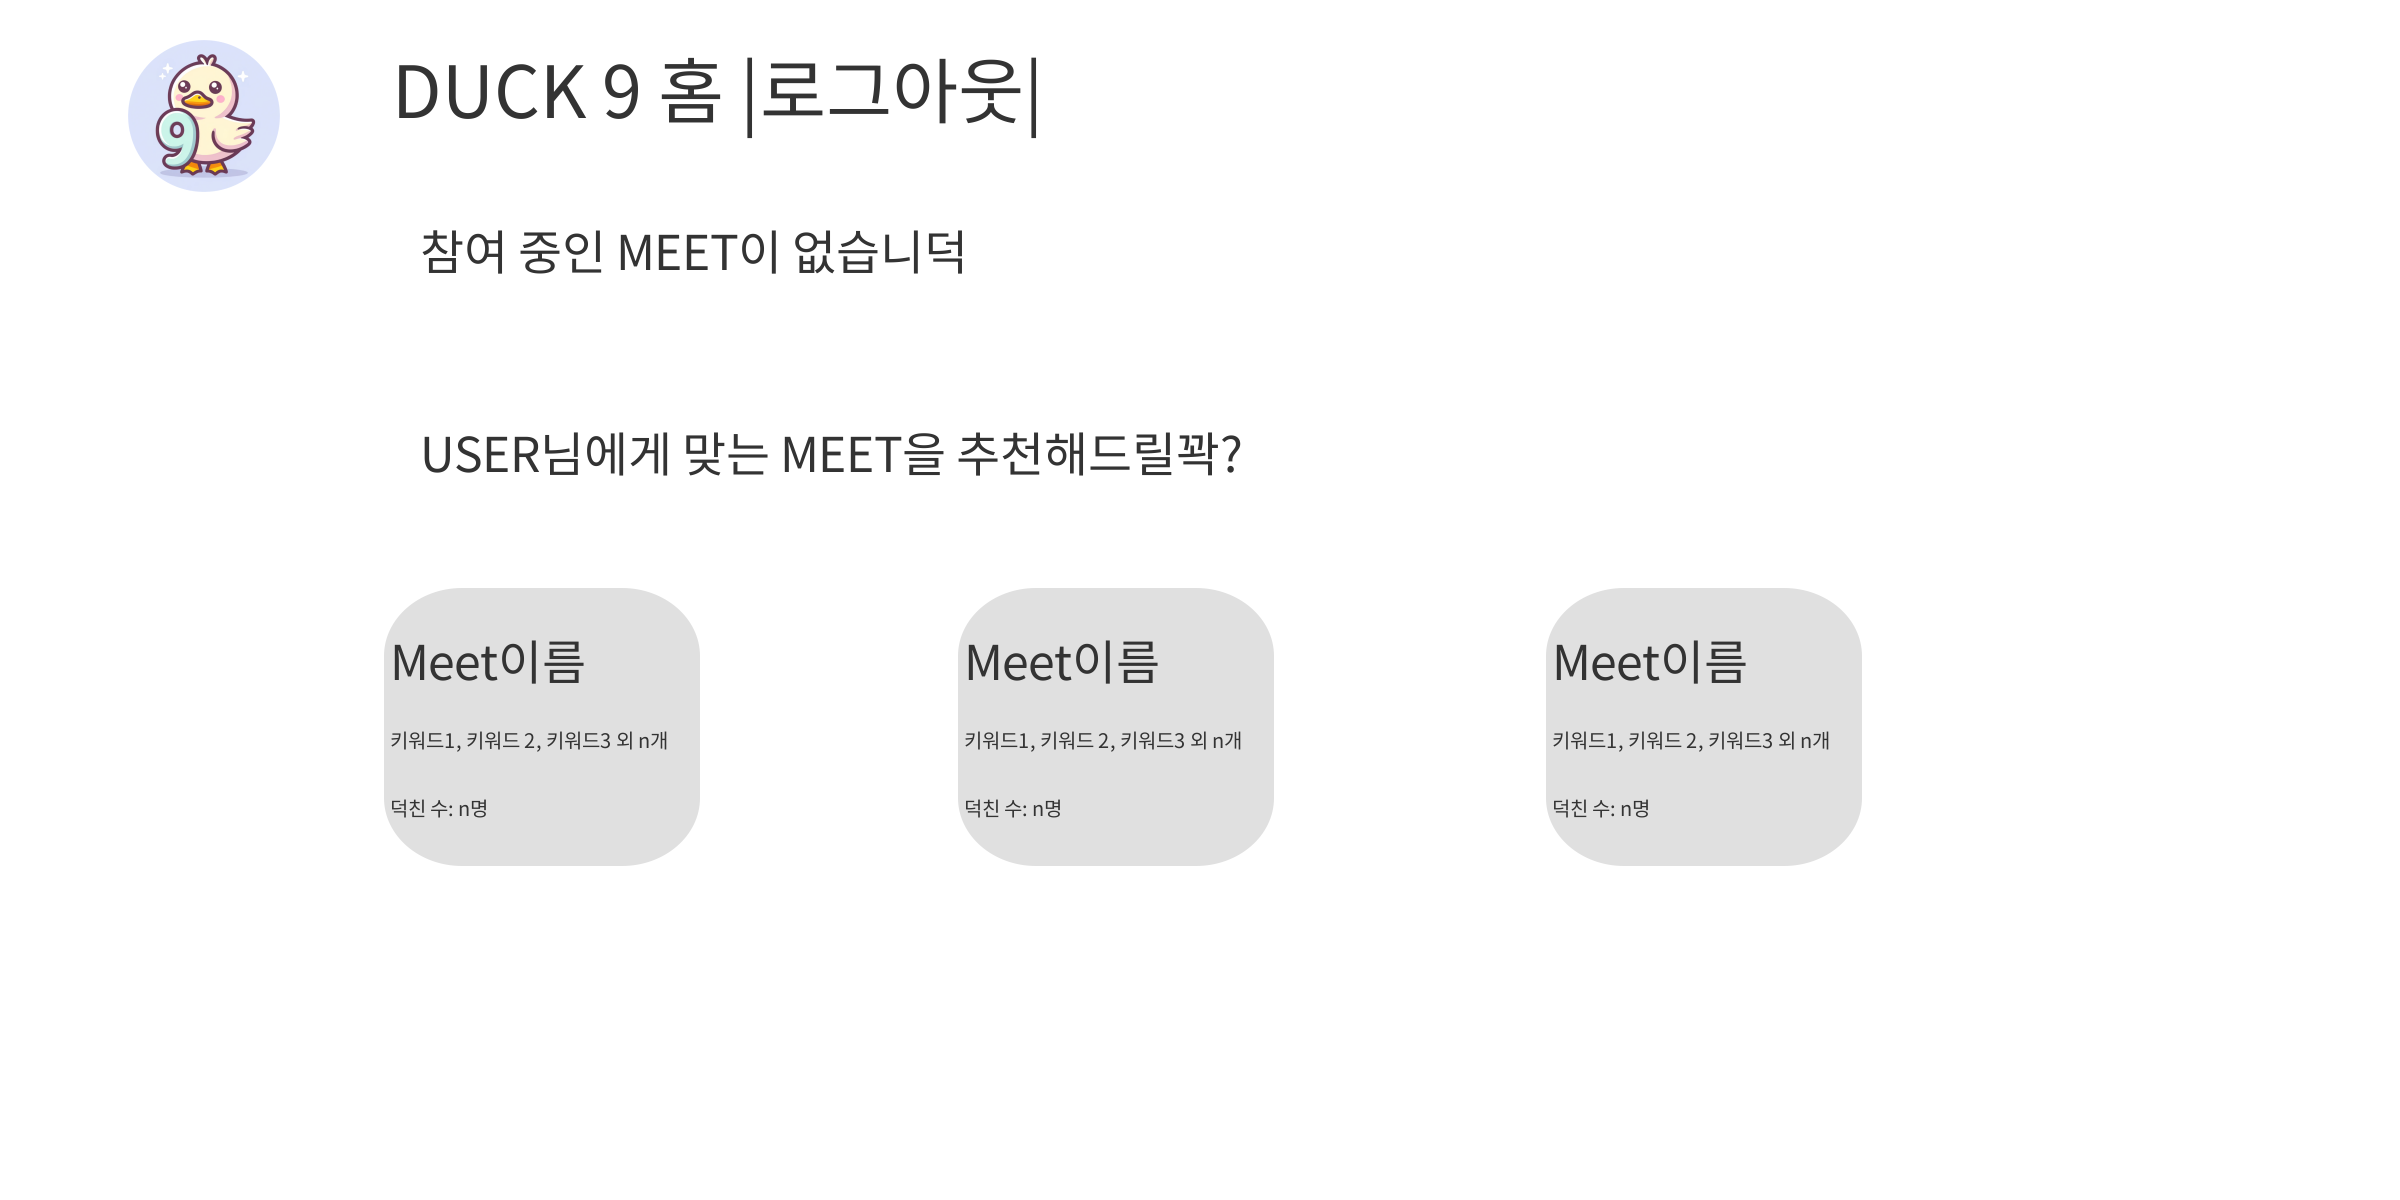 DUCK 9 홈 |로그아웃|
9
참여 중인 MEET이 없습니덕
USER님에게 맞는 MEET을 추천해드릴꽉?
Meet이름
키워드1, 키워드 2, 키워드3 외 n개
덕친 수: n명
Meet이름
키워드1, 키워드 2, 키워드3 외 n개
덕친 수: n명
Meet이름
키워드1, 키워드 2, 키워드3 외 n개
덕친 수: n명